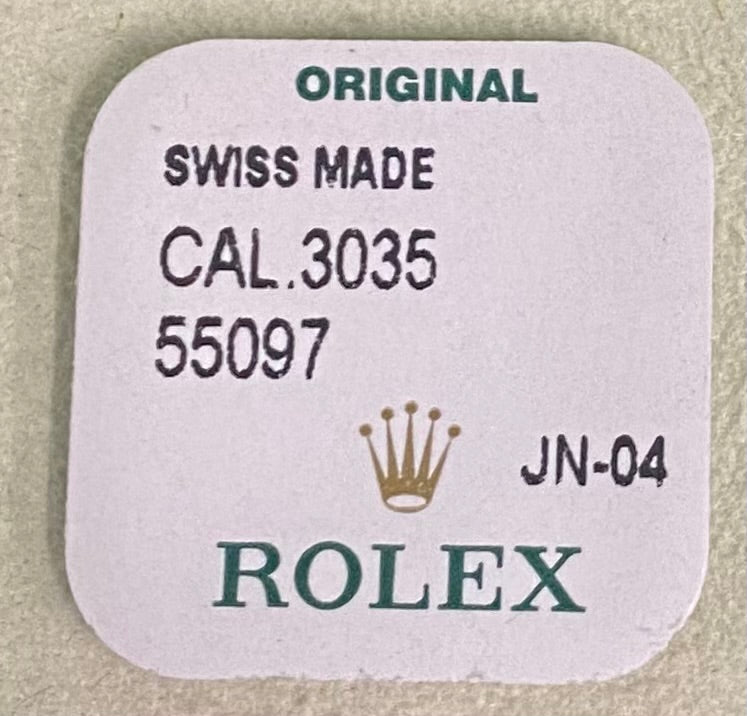 ORIGINAL
SWISS MADE
CAL.3035
55097
JN-04
ROLEX